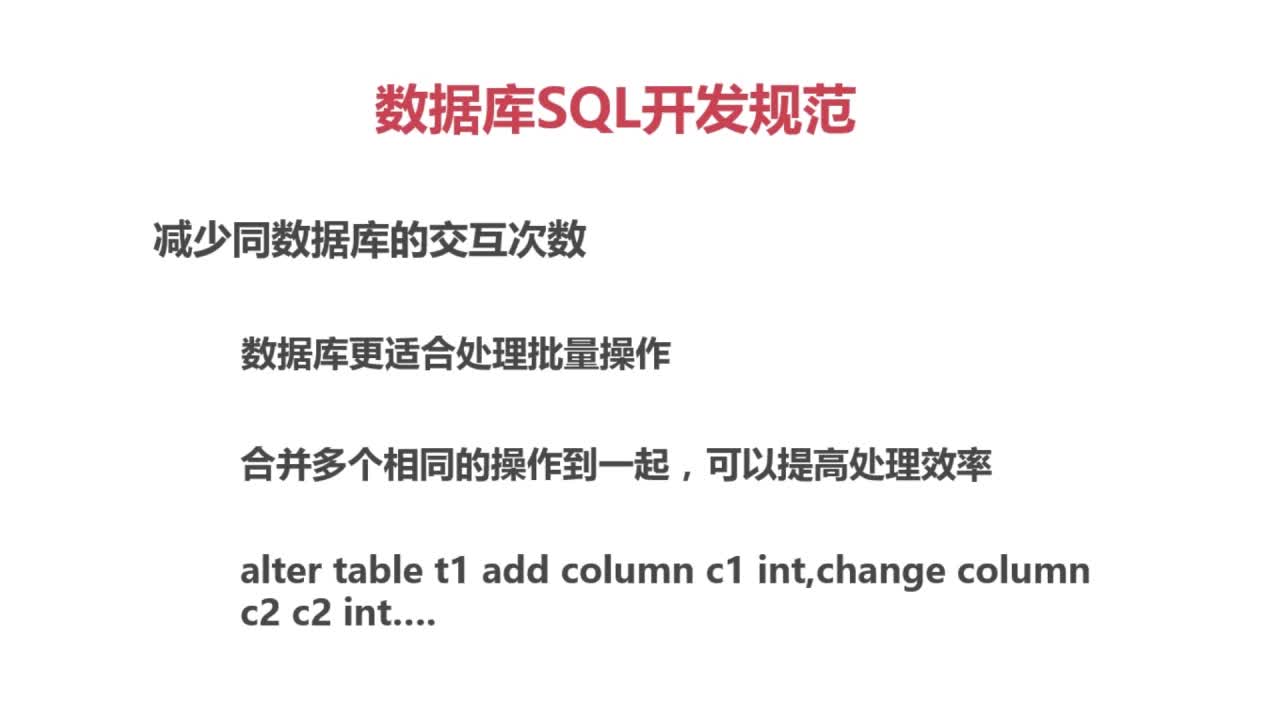 数据库SQL开发规范
减少同数据库的交互次数
数据库更适合处理批量操作
合并多个相同的操作到一起，可以提高处理效率
alter table t1 add column c1 int,change column
c2 c2 int....